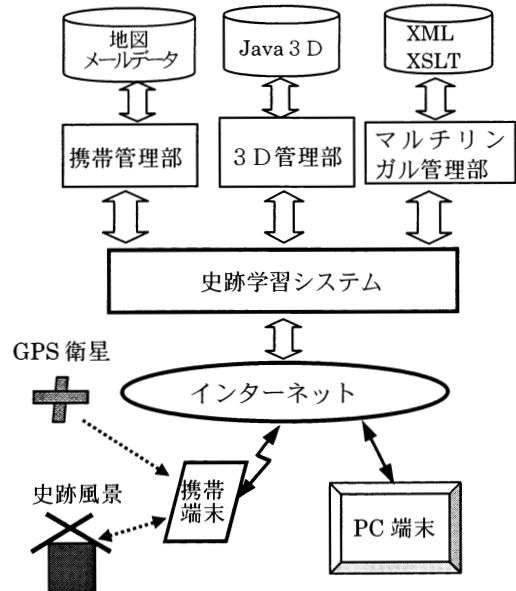 地図
メールデータ
Java３D
XML
XSLT
携帯管理部
３D管理部
マルチリン
ガル管理部
史跡学習システム
GPS 衛星
インターネット
史跡風景
携帯
端末
PC 端末